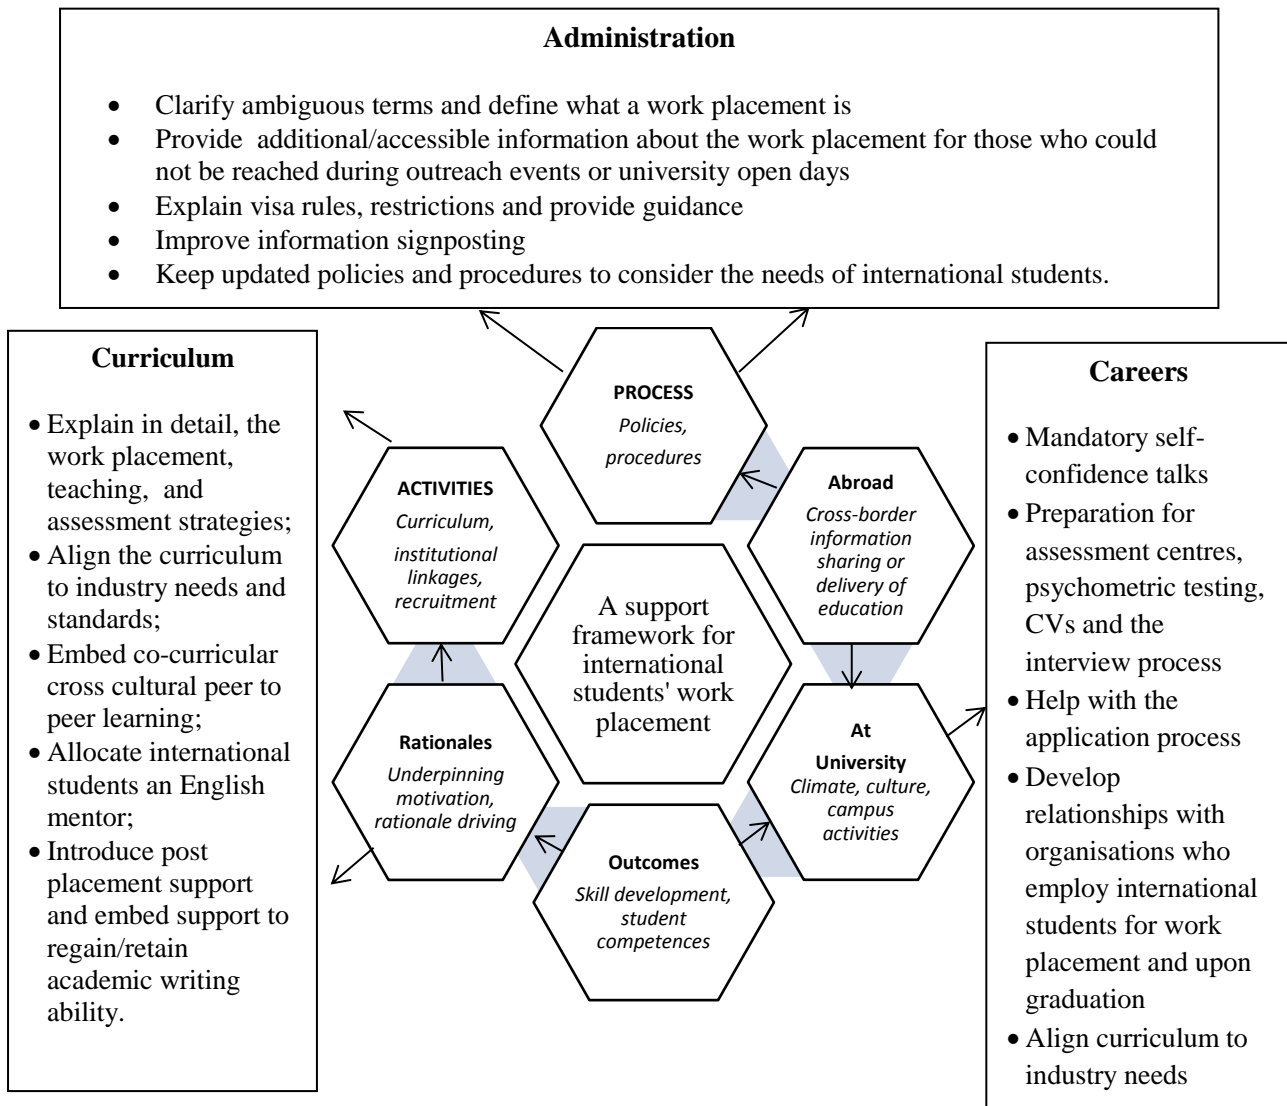 Administration
• Clarify ambiguous terms and define what a work placement is
• Provide additional/accessible information about the work placement for those who could
not be reached during outreach events or university open days
• Explain visa rules, restrictions and provide guidance
• Improve information signposting
• Keep updated policies and procedures to consider the needs of international students.
Curriculum
• Explain in detail, the
work placement,
teaching, and
assessment strategies;
• Align the curriculum
to industry needs and
standards;
• Embed co-curricular
cross cultural peer to
peer learning;
• Allocate international
students an English
mentor;
• Introduce post
placement support
and embed support to
regain/retain
academic writing
ability.
PROCESS
Policies,
procedures
ACTIVITIES
Curriculum,
institutional
linkages,
recruitment
Abroad
Cross-border
information
sharing or
delivery of
education
A support
framework for
international
students' work
placement
Rationales
Underpinning
motivation,
rationale driving
At
University
Climate, culture,
campus
activities
Outcomes
Skill development,
student
competences
Careers
• Mandatory self-
confidence talks
• Preparation for
assessment centres,
psychometric testing,
CVs and the
interview process
• Help with the
application process
• Develop
relationships with
organisations who
employ international
students for work
placement and upon
graduation
• Align curriculum to
industry needs